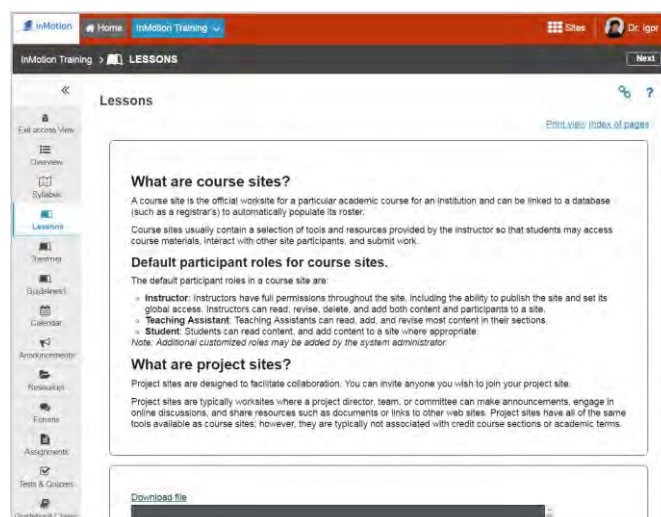 InMotion
Home
InMotion Training
Sites
Dr. Igor
InMotion Training > LESSONS
Next
Lessons
?
Print view Index of pages
Exit access View
Overview
Syllabus
Lessons
Guidelines1
Calendar
Announcements
Resources
Forums
Assignments
Tests & Quizzes
What are course sites?
A course site is the official worksite for a particular academic course for an institution and can be linked to a database
(such as a registrar's) to automatically populate its roster.
Course sites usually contain a selection of tools and resources provided by the instructor so that students may access
course materials, interact with other site participants, and submit work.
Default participant roles for course sites.
The default participant roles in a course site are:
Instructor: Instructors have full permissions throughout the site, including the ability to publish the site and set its
global access. Instructors can read, revise, delete, and add both content and participants to a site.
Teaching Assistant: Teaching Assistants can read, add, and revise most content in their sections.
Student: Students can read content, and add content to a site where appropriate.
Note: Additional customized roles may be added by the system administrator.
What are project sites?
Project sites are designed to facilitate collaboration. You can invite anyone you wish to join your project site.
Project sites are typically worksites where a project director, team, or committee can make announcements, engage in
online discussions, and share resources such as documents or links to other web sites. Project sites have all of the same
tools available as course sites; however, they are typically not associated with credit course sections or academic terms.
Download file